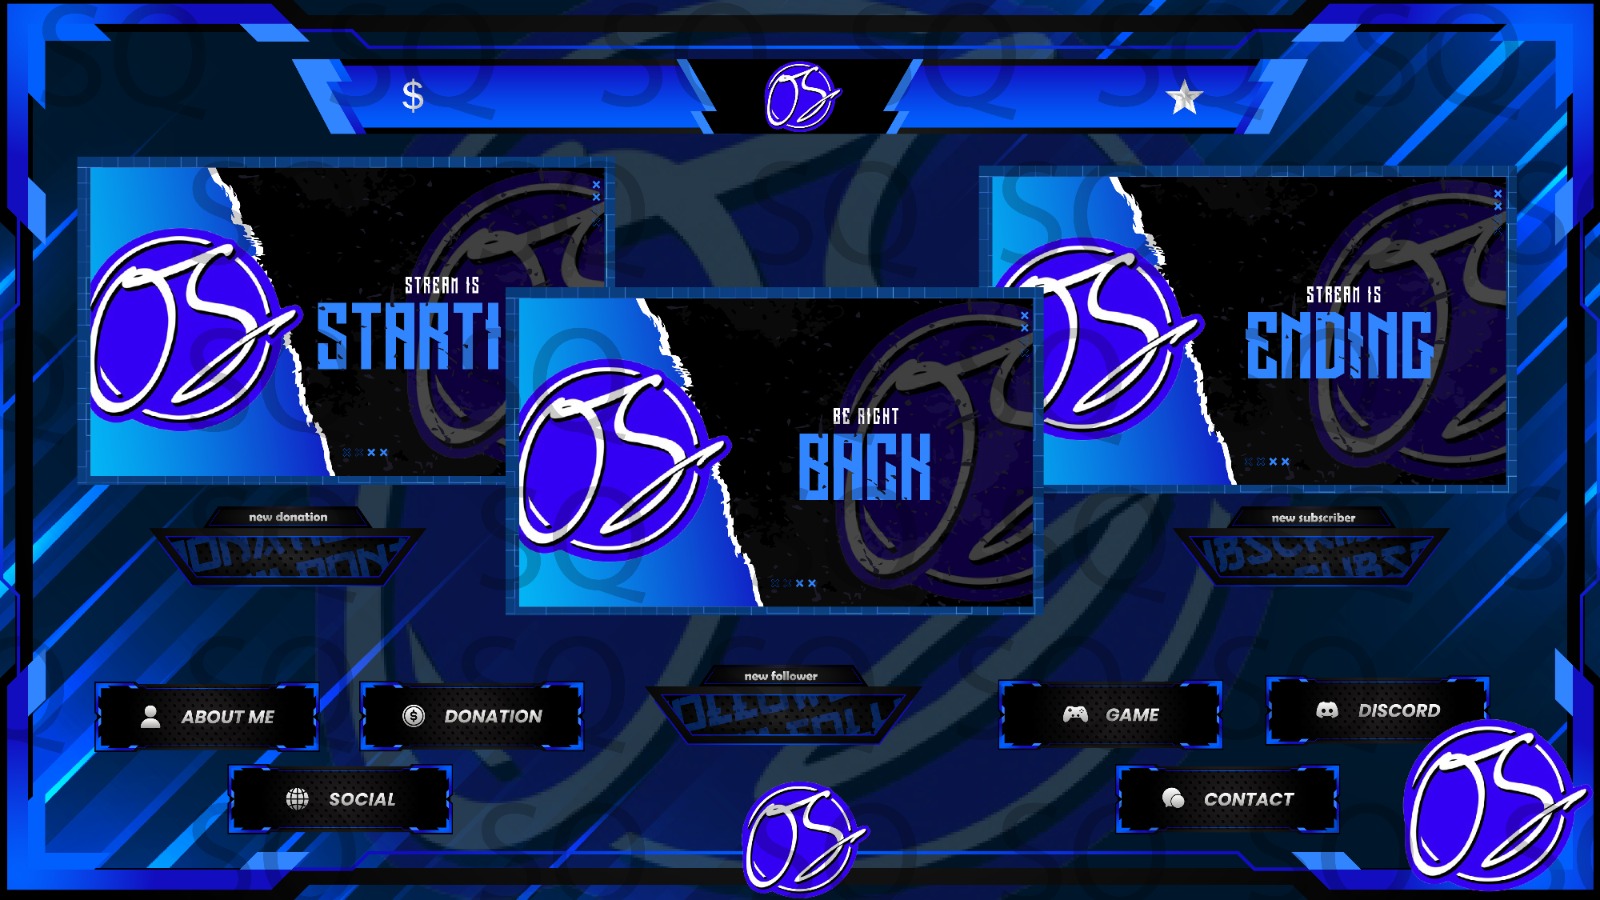 $
STREAM IS
STARTI
STREAM IS
ENDING
BE RIGHT
BACK
new donation
new subscriber
new follower
ABOUT ME
DONATION
GAME
DISCORD
SOCIAL
CONTACT